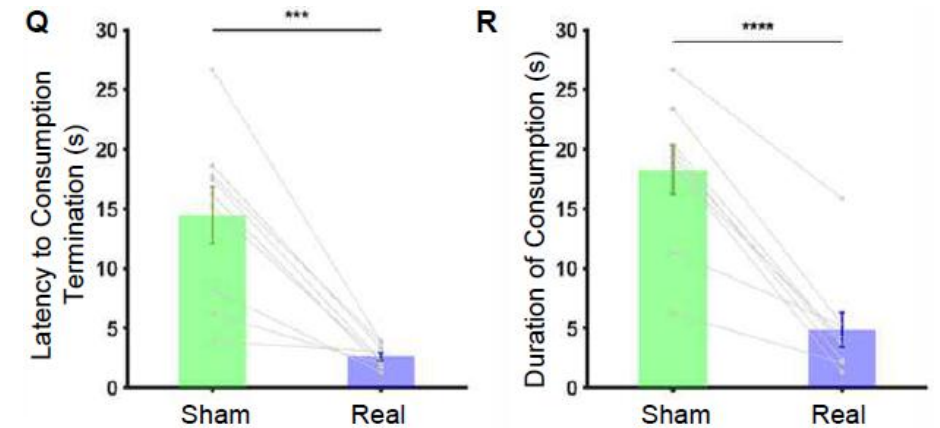 Q
***
Latency to Consumption
Termination (s)
30
25
20
15
10
5
0
Sham Real
R
****
Duration of Consumption (s)
30
25
20
15
10
5
0
Sham Real